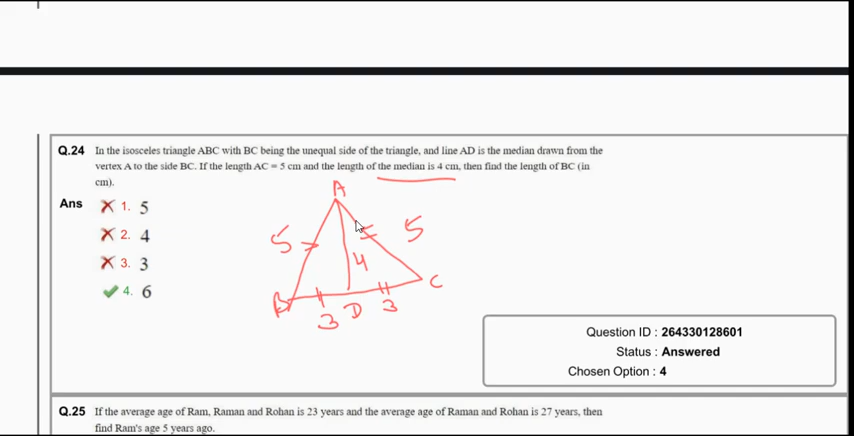 Q.24 In the isosceles triangle ABC with BC being the unequal side of the triangle, and line AD is the median drawn from the
vertex A to the side BC. If the length AC = 5 cm and the length of the median is 4 cm, then find the length of BC (in
cm).
Ans 1. 5
2. 4
3. 3
4. 6
A
5 5
4
B C
3 D 3
Question ID : 264330128601
Status : Answered
Chosen Option : 4
Q.25 If the average age of Ram, Raman and Rohan is 23 years and the average age of Raman and Rohan is 27 years, then
find Ram's age 5 years ago.